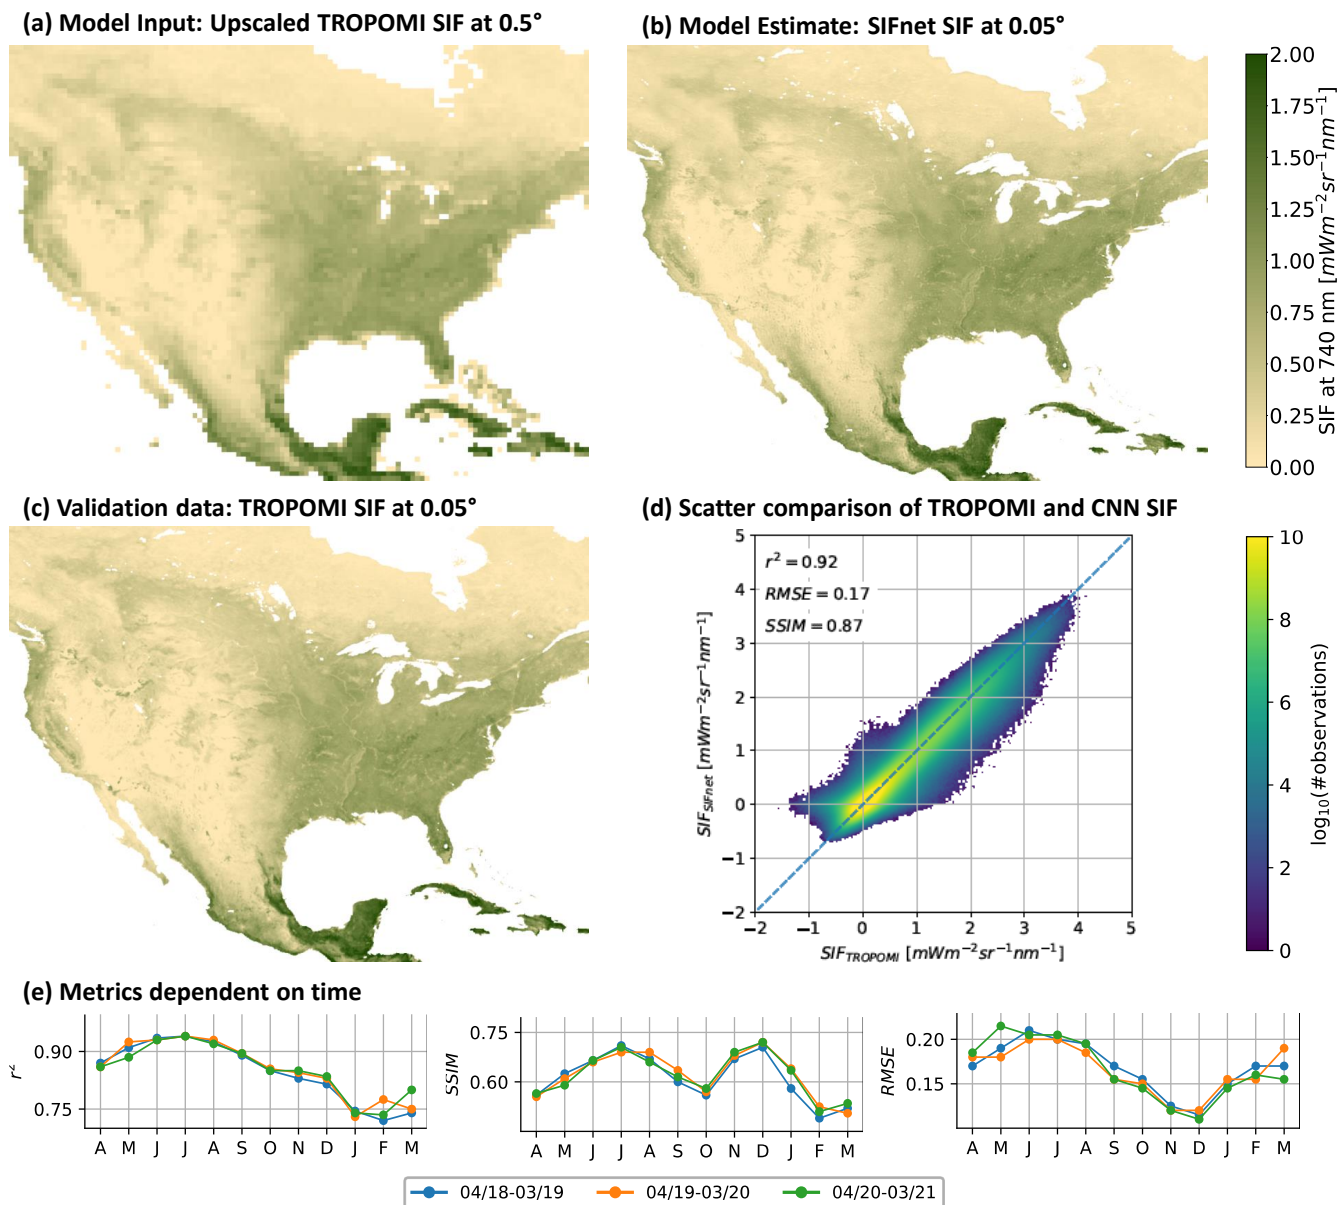 (a) Model Input: Upscaled TROPOMI SIF at 0.5°
(b) Model Estimate: SIFnet SIF at 0.05°
2.00
1.75
1.50
1.25
1.00
0.75
0.50
0.25
0.00
SIF at 740 nm [mWm⁻²sr⁻¹nm⁻¹]
(c) Validation data: TROPOMI SIF at 0.05°
(d) Scatter comparison of TROPOMI and CNN SIF
r² = 0.92
RMSE = 0.17
SSIM = 0.87
5
4
3
2
1
0
−1
−2
SIF_SIFnet [mWm⁻²sr⁻¹nm⁻¹]
−2 −1 0 1 2 3 4 5
SIF_TROPOMI [mWm⁻²sr⁻¹nm⁻¹]
10
8
6
4
2
0
log₁₀(#observations)
(e) Metrics dependent on time
r²
0.90
0.75
A M J J A S O N D J F M
SSIM
0.75
0.60
A M J J A S O N D J F M
RMSE
0.20
0.15
A M J J A S O N D J F M
04/18-03/19 04/19-03/20 04/20-03/21